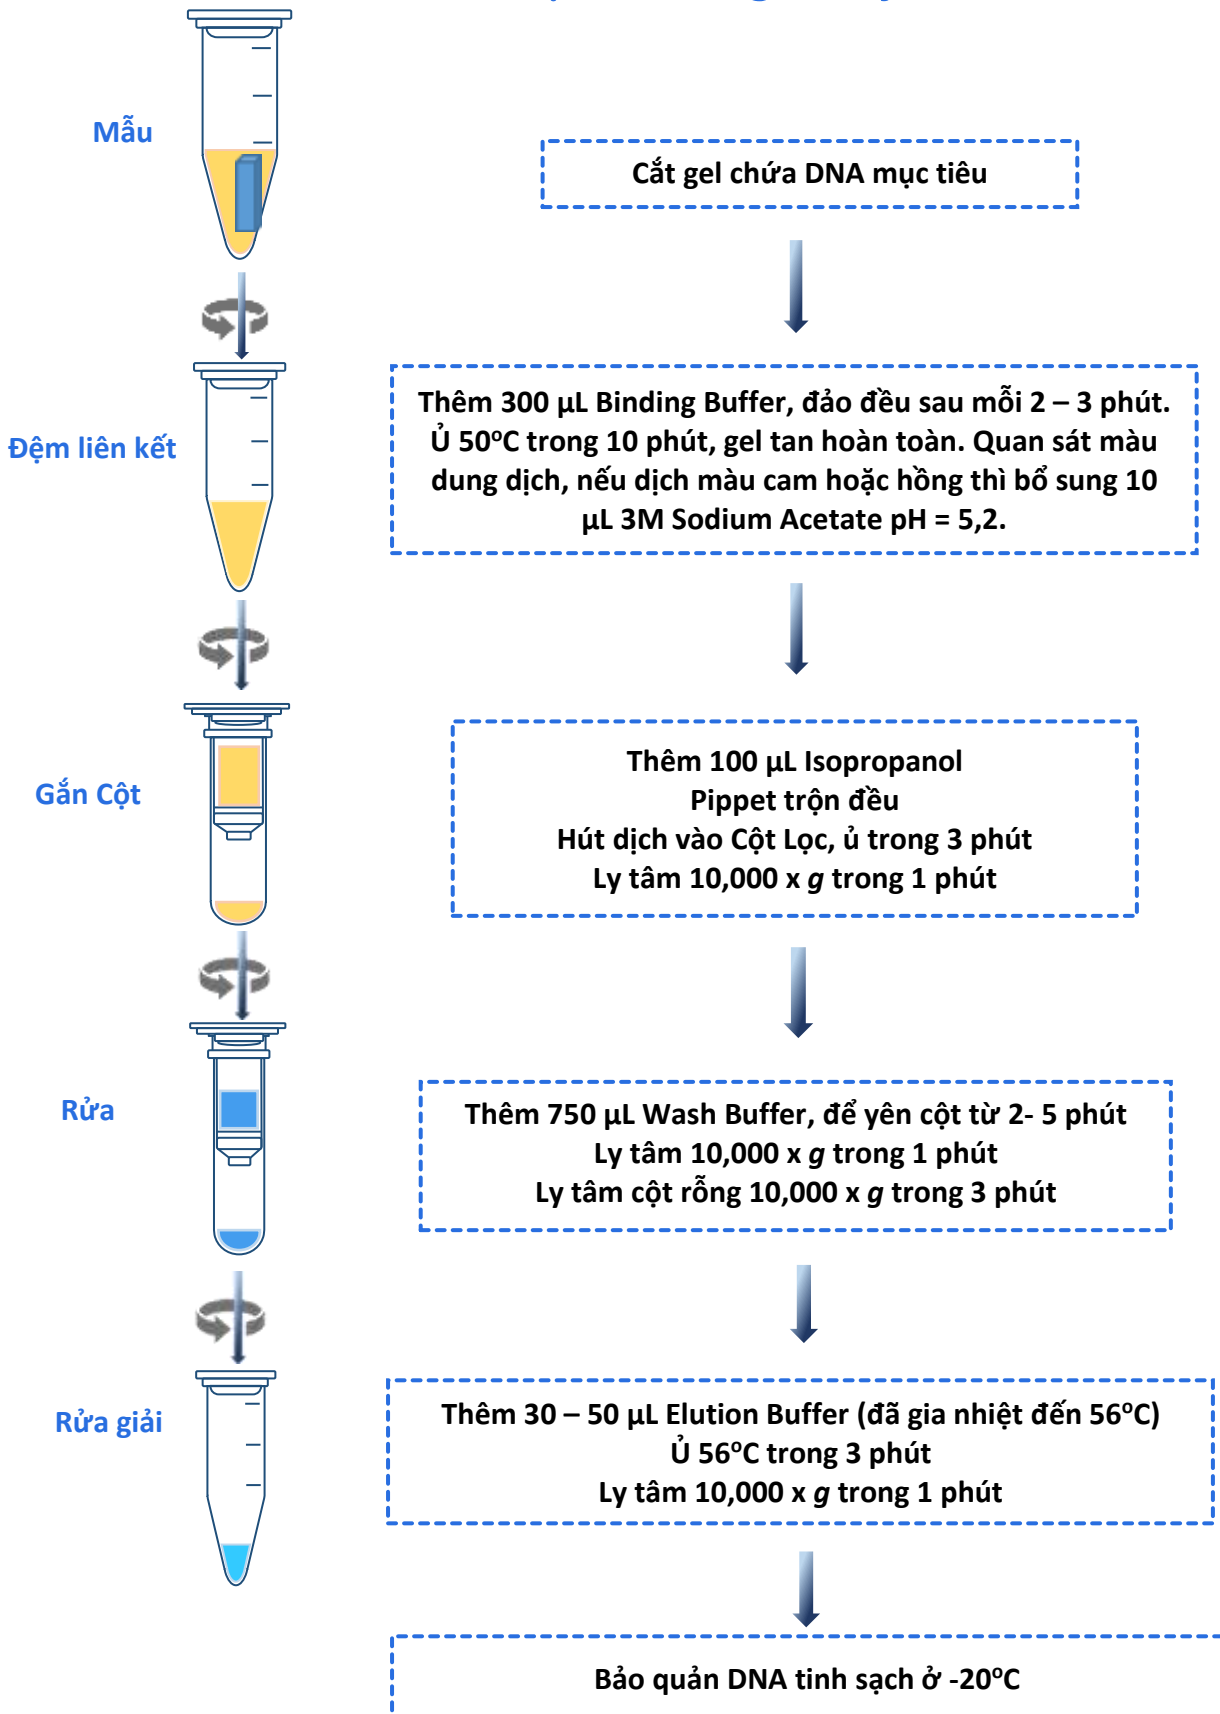 Mẫu
Cắt gel chứa DNA mục tiêu
Đệm liên kết
Thêm 300 µL Binding Buffer, đảo đều sau mỗi 2 – 3 phút.
Ủ 50°C trong 10 phút, gel tan hoàn toàn. Quan sát màu
dung dịch, nếu dịch màu cam hoặc hồng thì bổ sung 10
µL 3M Sodium Acetate pH = 5,2.
Gắn Cột
Thêm 100 µL Isopropanol
Pippet trộn đều
Hút dịch vào Cột Lọc, ủ trong 3 phút
Ly tâm 10,000 x g trong 1 phút
Rửa
Thêm 750 µL Wash Buffer, để yên cột từ 2- 5 phút
Ly tâm 10,000 x g trong 1 phút
Ly tâm cột rỗng 10,000 x g trong 3 phút
Rửa giải
Thêm 30 – 50 µL Elution Buffer (đã gia nhiệt đến 56°C)
Ủ 56°C trong 3 phút
Ly tâm 10,000 x g trong 1 phút
Bảo quản DNA tinh sạch ở -20°C